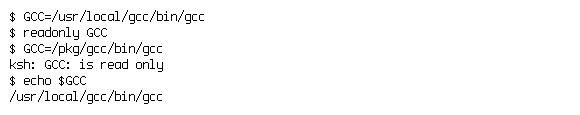 $ GCC=/usr/local/gcc/bin/gcc
$ readonly GCC
$ GCC=/pkg/gcc/bin/gcc
ksh: GCC: is read only
$ echo $GCC
/usr/local/gcc/bin/gcc